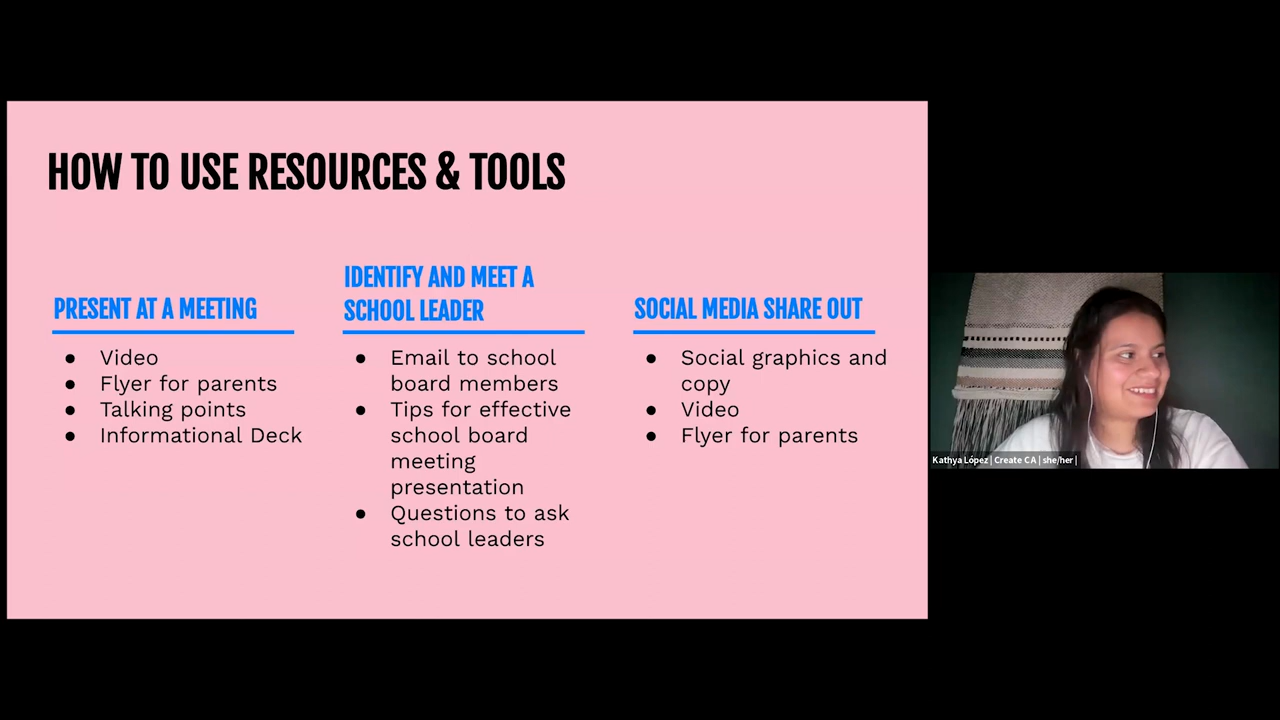 HOW TO USE RESOURCES & TOOLS
PRESENT AT A MEETING
● Video
● Flyer for parents
● Talking points
● Informational Deck
IDENTIFY AND MEET A
SCHOOL LEADER
● Email to school
board members
● Tips for effective
school board
meeting
presentation
● Questions to ask
school leaders
SOCIAL MEDIA SHARE OUT
● Social graphics and
copy
● Video
● Flyer for parents
Kathya López | Create CA | she/her |